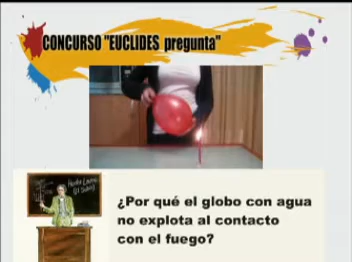 CONCURSO "EUCLIDES pregunta"
¿Por qué el globo con agua
no explota al contacto
con el fuego?